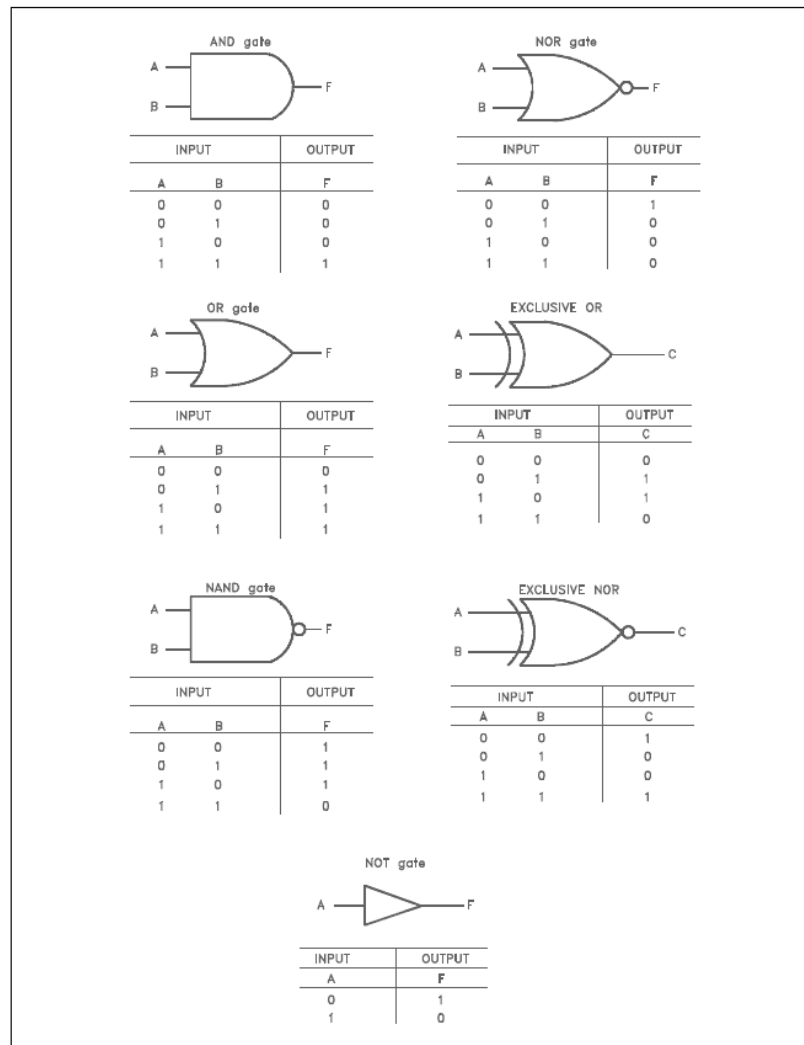 AND gate
A
F
B
INPUT OUTPUT
A B F
0 0 0
0 1 0
1 0 0
1 1 1
NOR gate
A
F
B
INPUT OUTPUT
A B F
0 0 1
0 1 0
1 0 0
1 1 0
OR gate
A
F
B
INPUT OUTPUT
A B F
0 0 0
0 1 1
1 0 1
1 1 1
EXCLUSIVE OR
A
C
B
INPUT OUTPUT
A B C
0 0 0
0 1 1
1 0 1
1 1 0
NAND gate
A
F
B
INPUT OUTPUT
A B F
0 0 1
0 1 1
1 0 1
1 1 0
EXCLUSIVE NOR
A
C
B
INPUT OUTPUT
A B C
0 0 1
0 1 0
1 0 0
1 1 1
NOT gate
A F
INPUT OUTPUT
A F
0 1
1 0